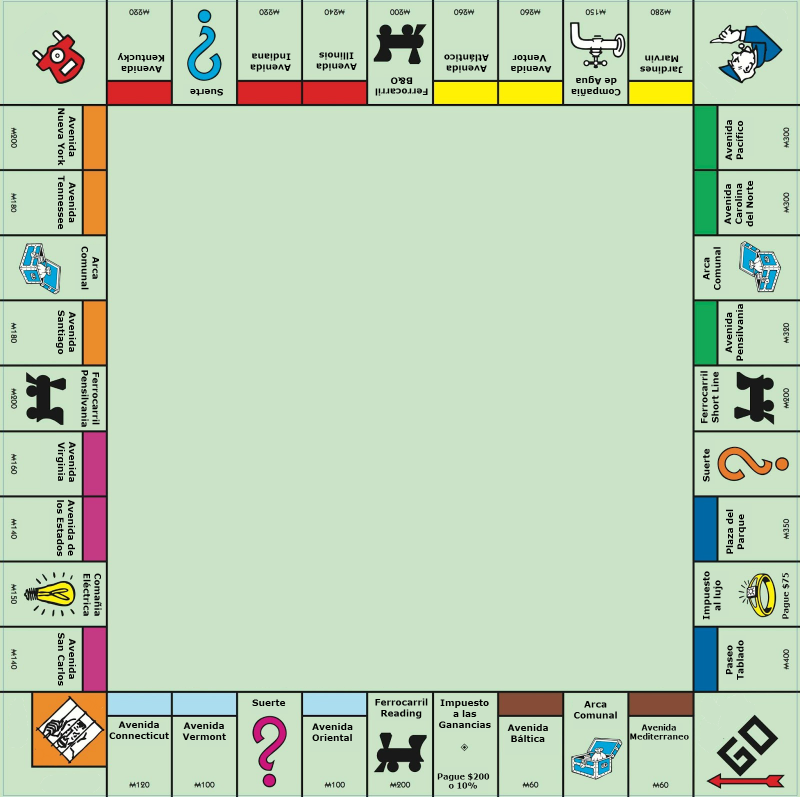 Avenida
Kentucky
₩220
Suerte
Avenida
Indiana
₩220
Avenida
Illinois
₩240
Ferrocarril
B&O
₩200
Avenida
Atlántico
₩260
Avenida
Ventor
₩260
Compañia
de Agua
₩150
Jardines
Marvin
₩280
Avenida
Nueva York
₩200
Avenida
Tennessee
₩180
Arca
Comunal
Avenida
Santiago
₩180
Ferrocarril
Pensilvania
₩200
Avenida
Virginia
₩160
Avenida de
los Estados
₩140
Comañia
Eléctrica
₩150
Avenida
San Carlos
₩140
Avenida
Pacífico
₩300
Avenida
Carolina
del Norte
₩300
Arca
Comunal
Avenida
Pensilvania
₩320
Ferrocarril
Short Line
₩200
Suerte
Plaza del
Parque
₩350
Impuesto
al lujo
Pague $75
Paseo
Tablado
₩400
Avenida
Connecticut
₩120
Avenida
Vermont
₩100
Suerte
Avenida
Oriental
₩100
Ferrocarril
Reading
₩200
Impuesto
a las
Ganancias
Pague $200
o 10%
Avenida
Báltica
₩60
Arca
Comunal
Avenida
Mediterraneo
₩60
GO